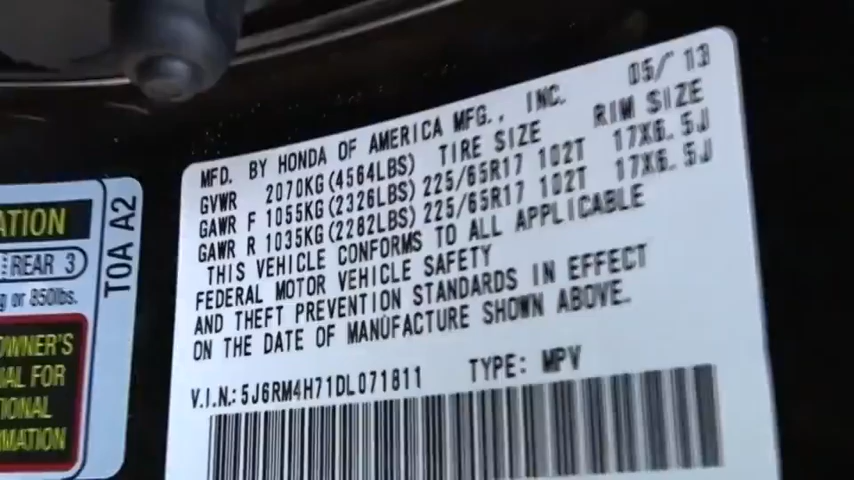 MFD. BY HONDA OF AMERICA MFG., INC. 05/13
GVWR 2070KG(4564LBS) TIRE SIZE RIM SIZE
GAWR F 1055KG(2326LBS) 225/65R17 102T 17X6.5J
GAWR R 1035KG(2282LBS) 225/65R17 102T 17X6.5J
THIS VEHICLE CONFORMS TO ALL APPLICABLE
FEDERAL MOTOR VEHICLE SAFETY
AND THEFT PREVENTION STANDARDS IN EFFECT
ON THE DATE OF MANUFACTURE SHOWN ABOVE.
V.I.N.: 5J6RM4H71DL071811 TYPE: MPV
TOA A2
ATION
REAR 3
g or 850lbs.
OWNER'S
AL FOR
IONAL
RMATION